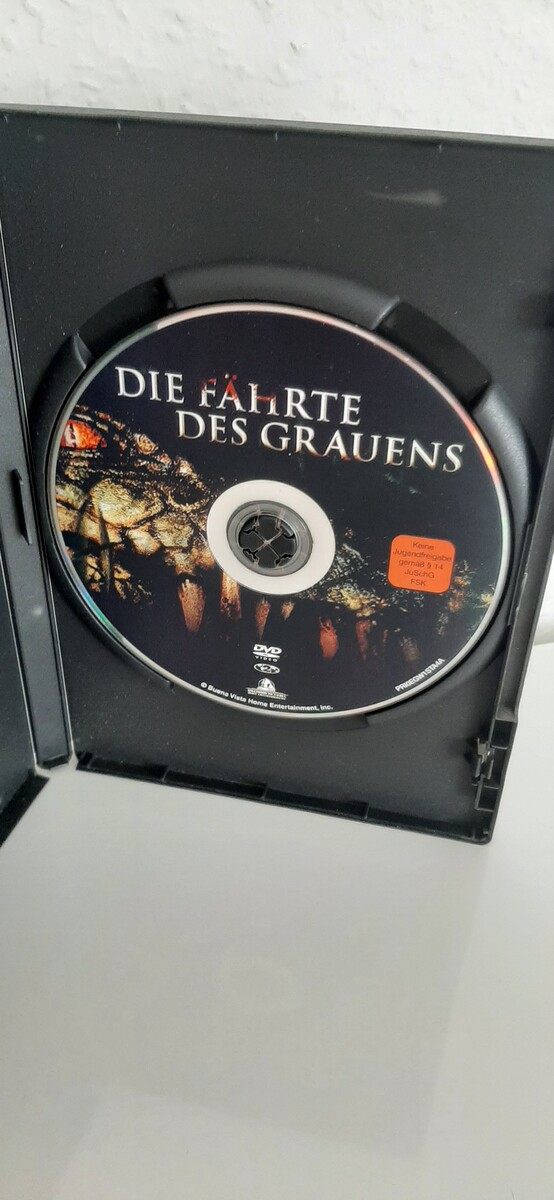 DIE FÄHRTE
DES GRAUENS
Keine
Jugendfreigabe
gemäß § 14
JuSchG
FSK
DVD
VIDEO
© Buena Vista Home Entertainment, Inc.